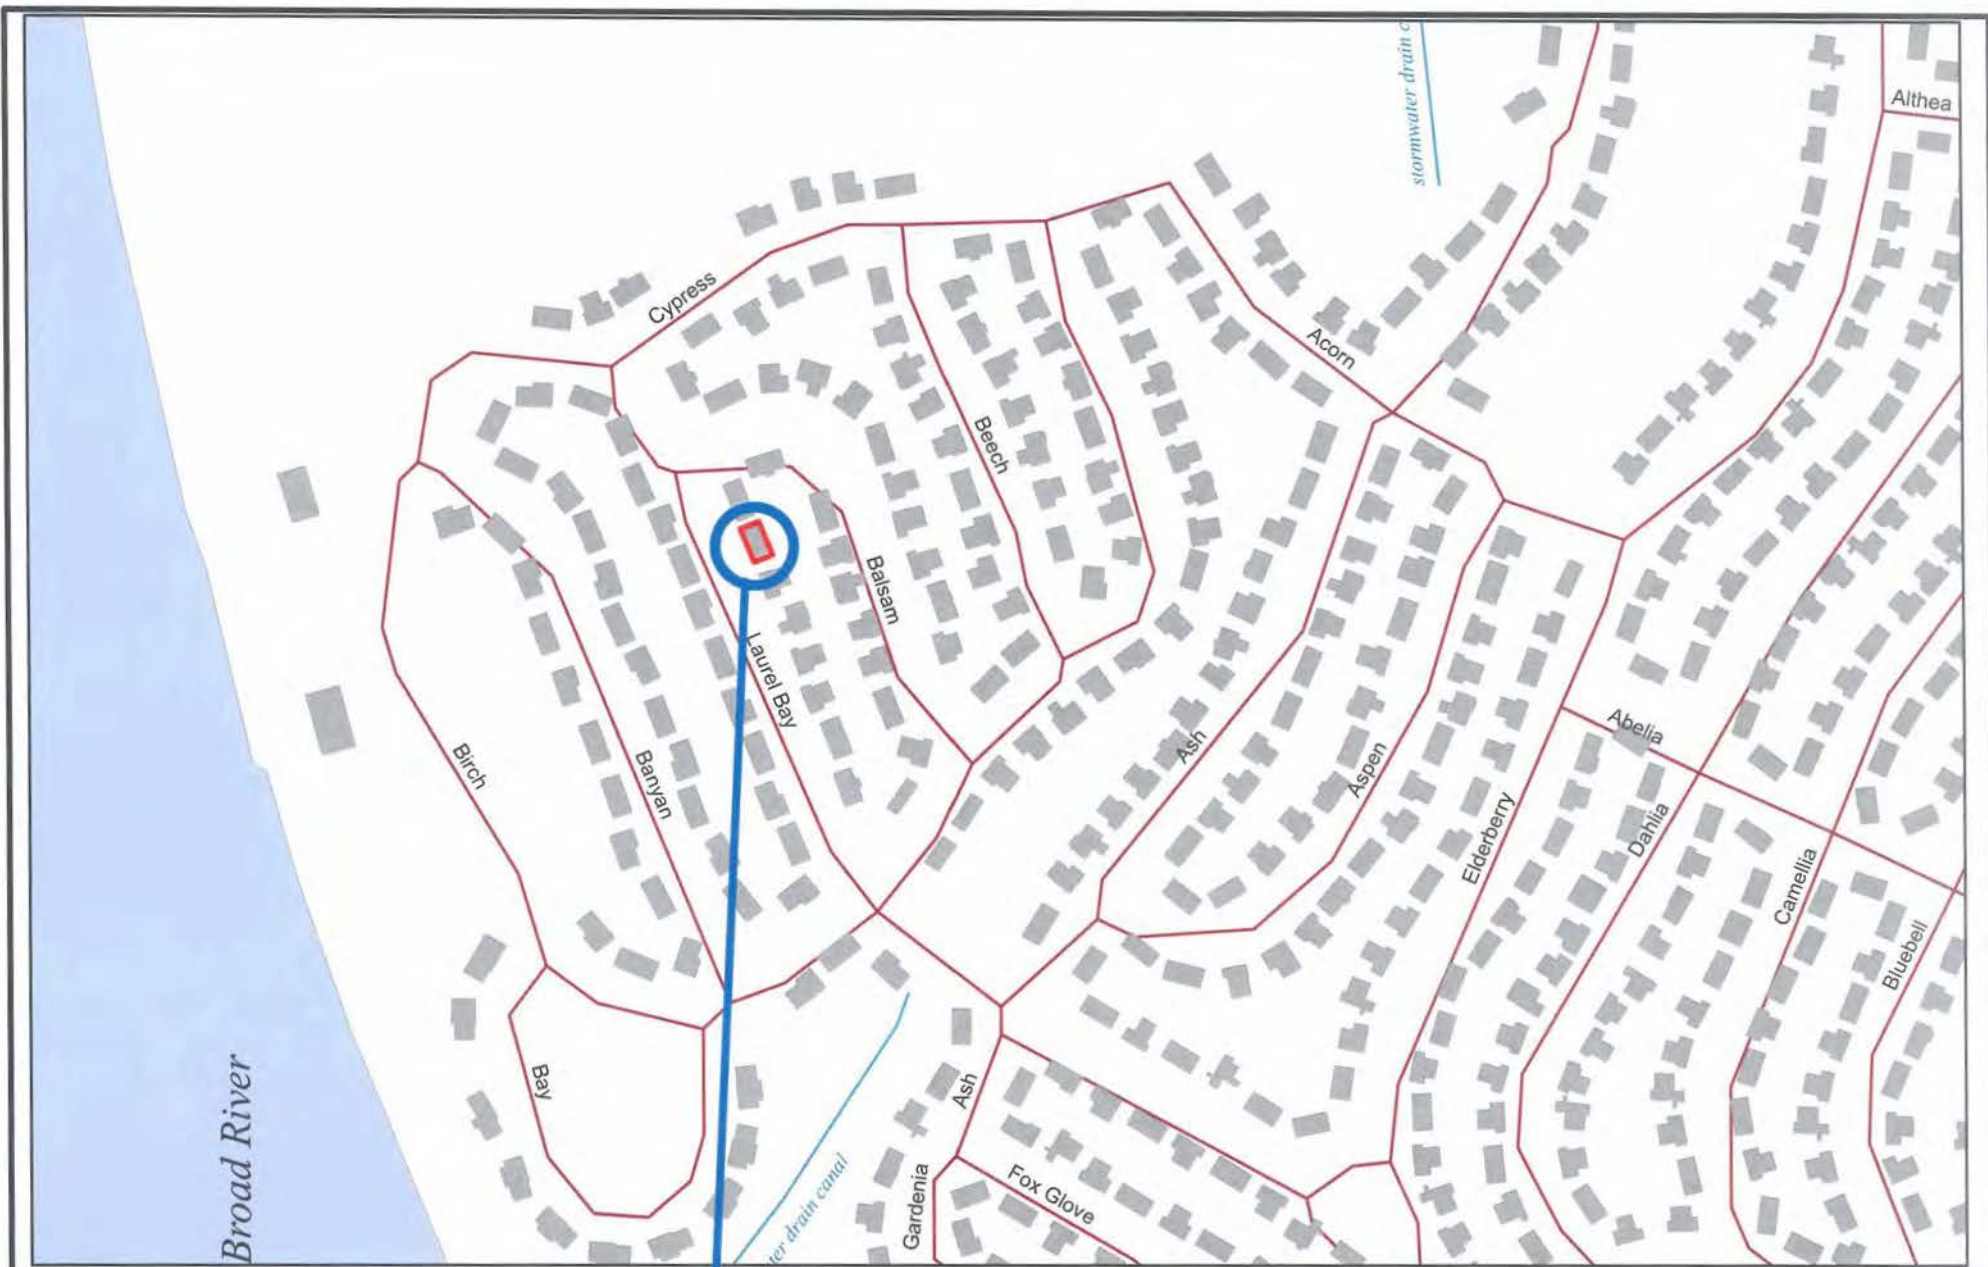 stormwater drain c
Althea
Cypress
Acorn
Beech
Balsam
Laurel Bay
Birch
Banyan
Ash
Aspen
Abelia
Elderberry
Dahlia
Camellia
Bluebell
Broad River
Bay
Ash
ter drain canal
Gardenia
Fox Glove